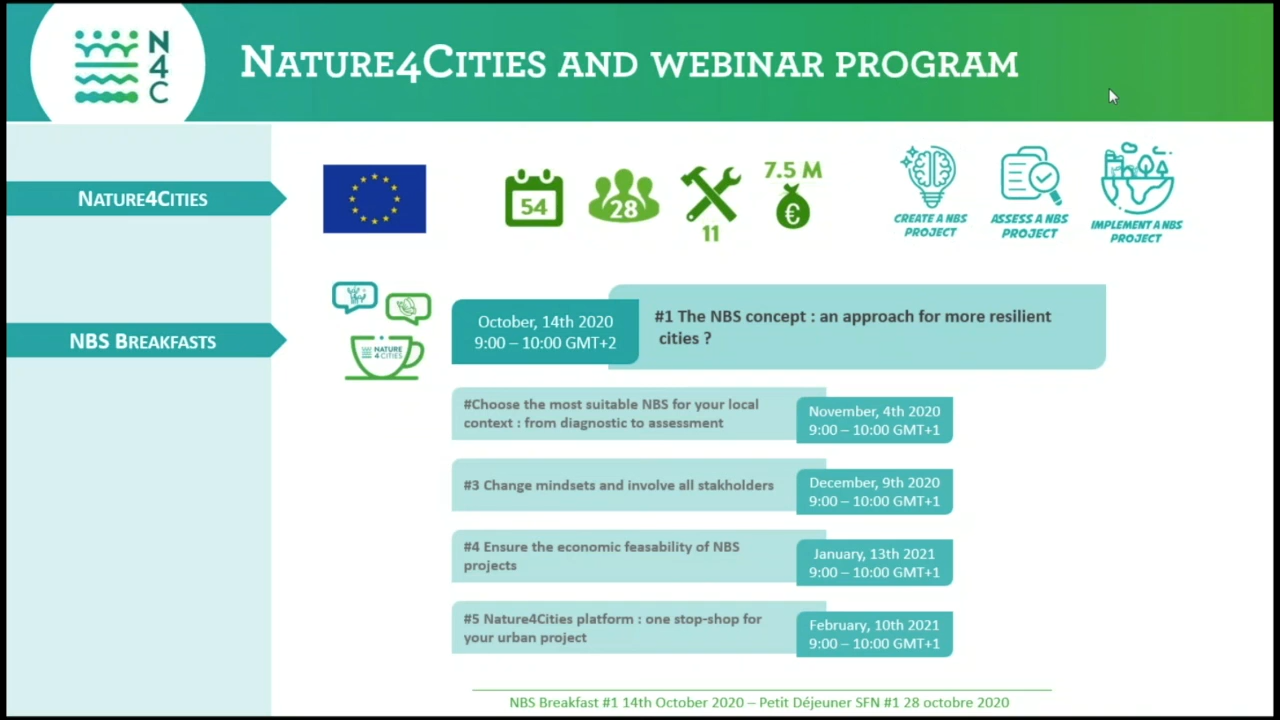 N
4
C
Nature4Cities and webinar program
Nature4Cities
54
28
11
7.5 M
€
CREATE A NBS
PROJECT
ASSESS A NBS
PROJECT
IMPLEMENT A NBS
PROJECT
NBS Breakfasts
NATURE
4 CITIES
October, 14th 2020
9:00 – 10:00 GMT+2
#1 The NBS concept : an approach for more resilient
cities ?
#Choose the most suitable NBS for your local
context : from diagnostic to assessment
November, 4th 2020
9:00 – 10:00 GMT+1
#3 Change mindsets and involve all stakholders
December, 9th 2020
9:00 – 10:00 GMT+1
#4 Ensure the economic feasability of NBS
projects
January, 13th 2021
9:00 – 10:00 GMT+1
#5 Nature4Cities platform : one stop-shop for
your urban project
February, 10th 2021
9:00 – 10:00 GMT+1
NBS Breakfast #1 14th October 2020 – Petit Déjeuner SFN #1 28 octobre 2020